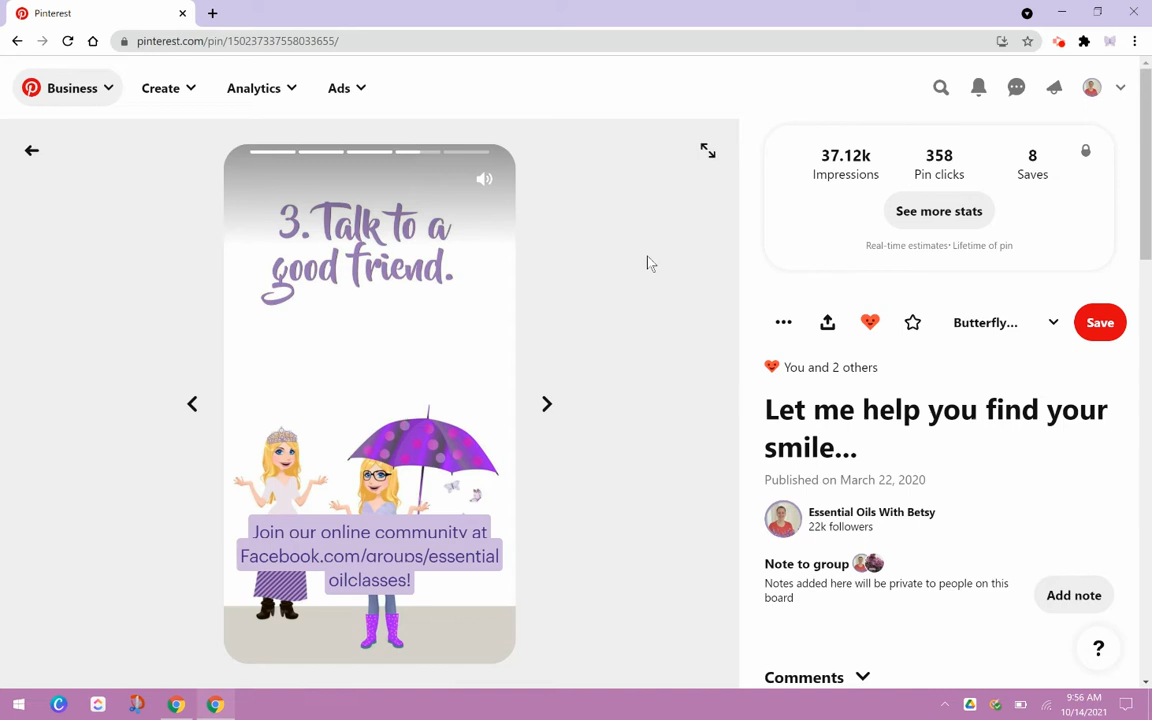 Pinterest
pinterest.com/pin/150237337558033655/
Business
Create
Analytics
Ads
3. Talk to a
good friend.
Join our online community at
Facebook.com/groups/essential
oilclasses!
37.12k
Impressions
358
Pin clicks
8
Saves
See more stats
Real-time estimates • Lifetime of pin
Butterfly...
Save
You and 2 others
Let me help you find your
smile...
Published on March 22, 2020
Essential Oils With Betsy
22k followers
Note to group
Notes added here will be private to people on this
board
Add note
?
Comments
9:56 AM
10/14/2021